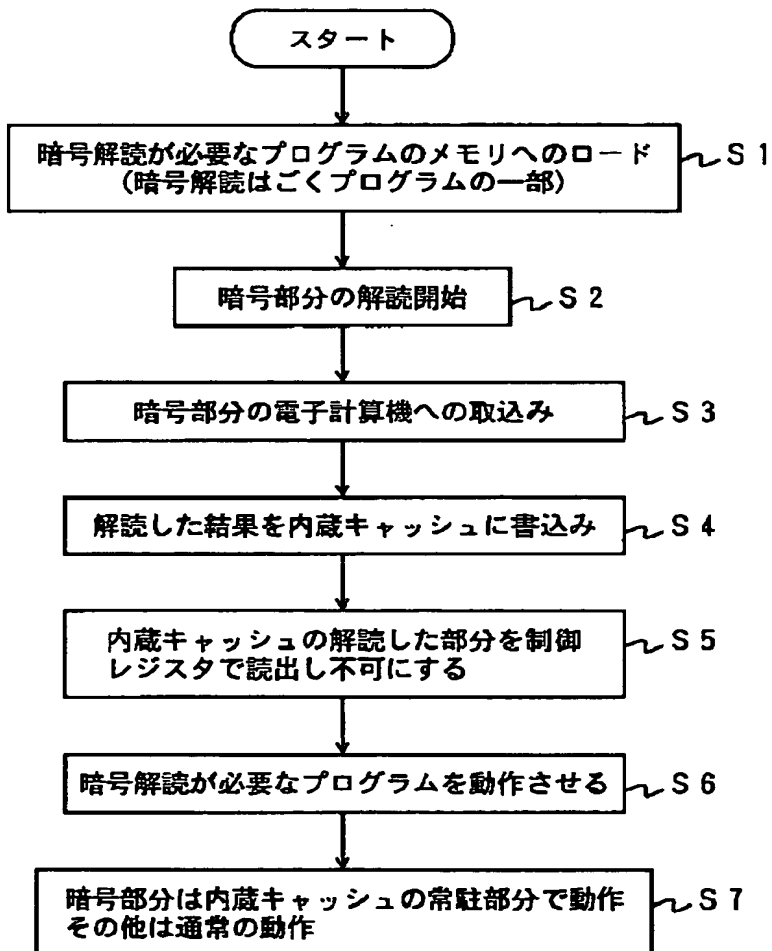 スタート
暗号解読が必要なプログラムのメモリへのロード
（暗号解読はごくプログラムの一部）
S1
暗号部分の解読開始
S2
暗号部分の電子計算機への取込み
S3
解読した結果を内蔵キャッシュに書込み
S4
内蔵キャッシュの解読した部分を制御
レジスタで読出し不可にする
S5
暗号解読が必要なプログラムを動作させる
S6
暗号部分は内蔵キャッシュの常駐部分で動作
その他は通常の動作
S7